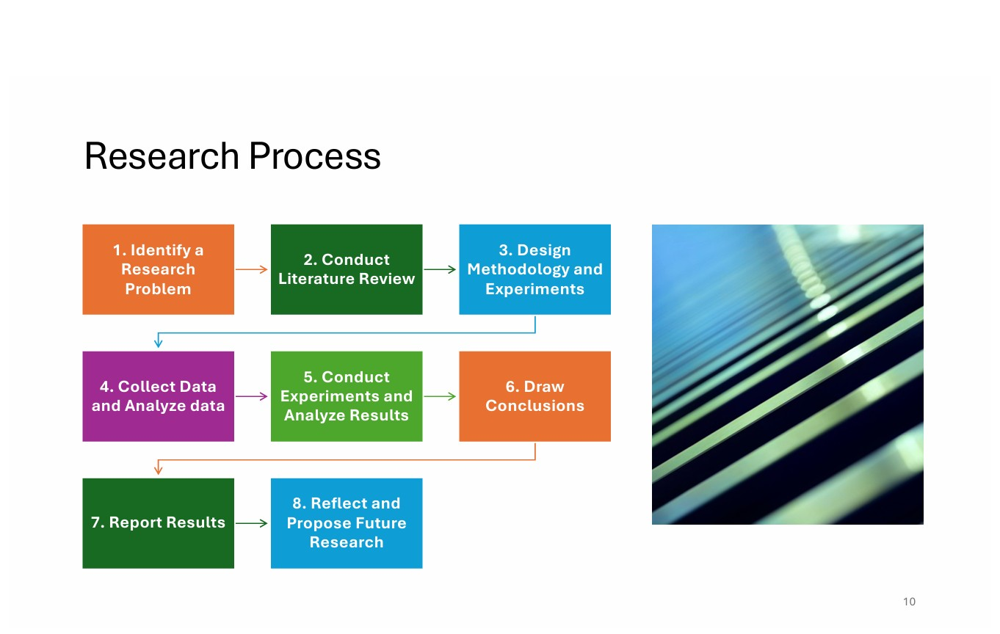 Research Process
1. Identify a
Research
Problem
2. Conduct
Literature Review
3. Design
Methodology and
Experiments
4. Collect Data
and Analyze data
5. Conduct
Experiments and
Analyze Results
6. Draw
Conclusions
7. Report Results
8. Reflect and
Propose Future
Research
10